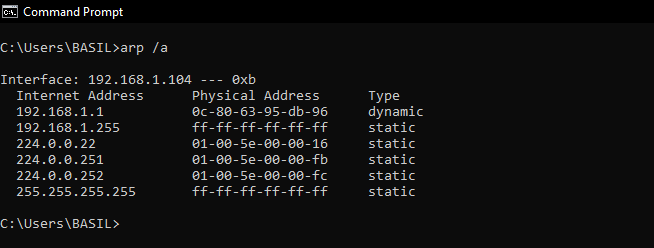 Command Prompt
C:\Users\BASIL>arp /a
Interface: 192.168.1.104 --- 0xb
Internet Address Physical Address Type
192.168.1.1 0c-80-63-95-db-96 dynamic
192.168.1.255 ff-ff-ff-ff-ff-ff static
224.0.0.22 01-00-5e-00-00-16 static
224.0.0.251 01-00-5e-00-00-fb static
224.0.0.252 01-00-5e-00-00-fc static
255.255.255.255 ff-ff-ff-ff-ff-ff static
C:\Users\BASIL>